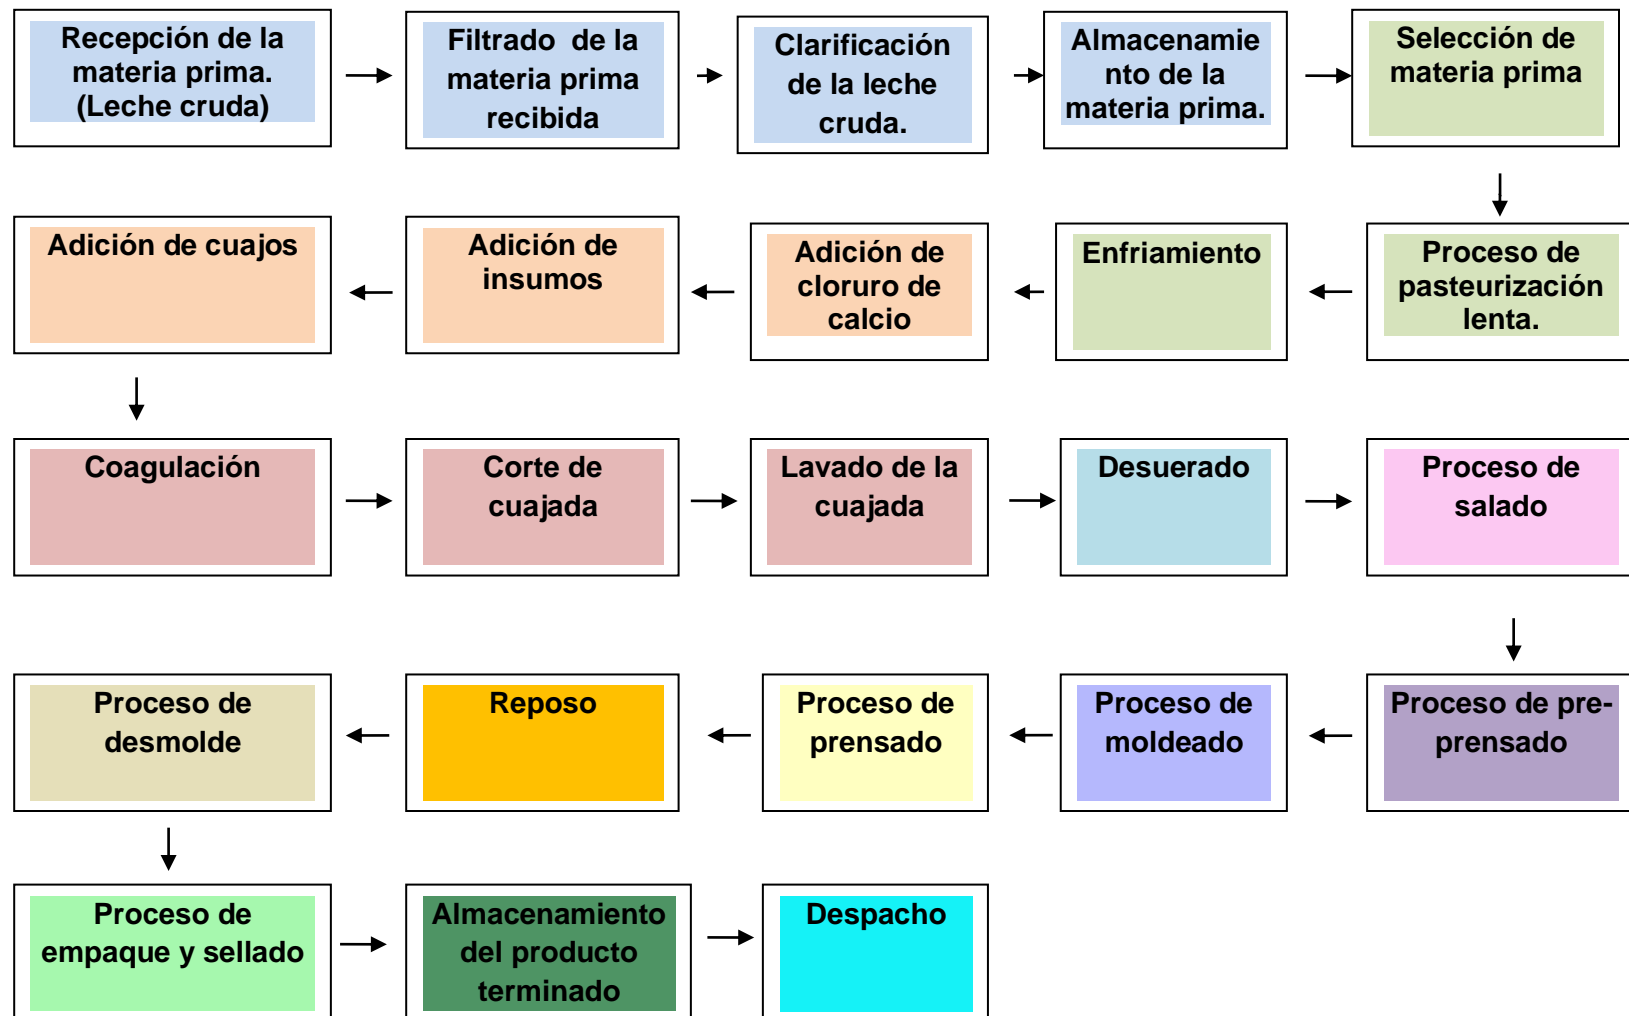 Recepción de la
materia prima.
(Leche cruda)
Filtrado de la
materia prima
recibida
Clarificación
de la leche
cruda.
Almacenamie
nto de la
materia prima.
Selección de
materia prima
Adición de cuajos
Adición de
insumos
Adición de
cloruro de
calcio
Enfriamiento
Proceso de
pasteurización
lenta.
Coagulación
Corte de
cuajada
Lavado de la
cuajada
Desuerado
Proceso de
salado
Proceso de
desmolde
Reposo
Proceso de
prensado
Proceso de
moldeado
Proceso de pre-
prensado
Proceso de
empaque y sellado
Almacenamiento
del producto
terminado
Despacho